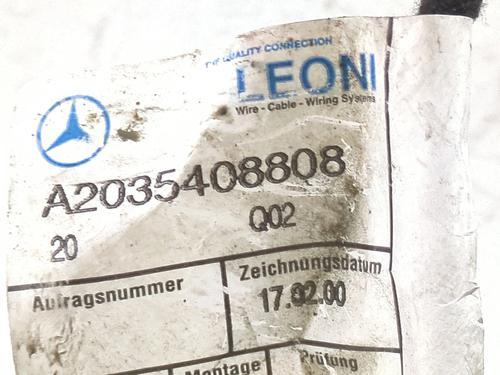 THE QUALITY CONNECTION
LEONI
Wire - Cable - Wiring Systems
A2035408808
20 Q02
Auftragsnummer
Zeichnungsdatum
17.02.00
Montage
Prüfung